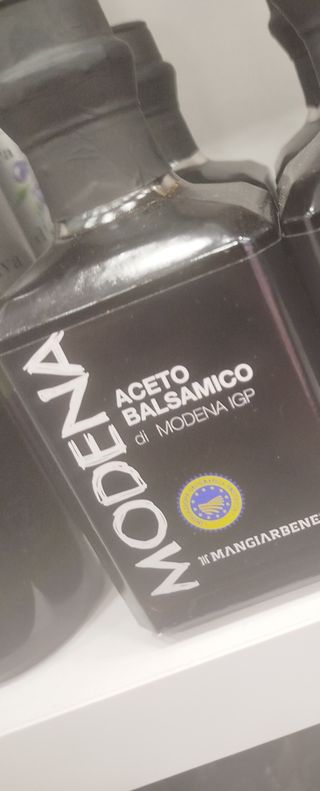 MODENA
ACETO
BALSAMICO
di MODENA IGP
MANGIARBENE